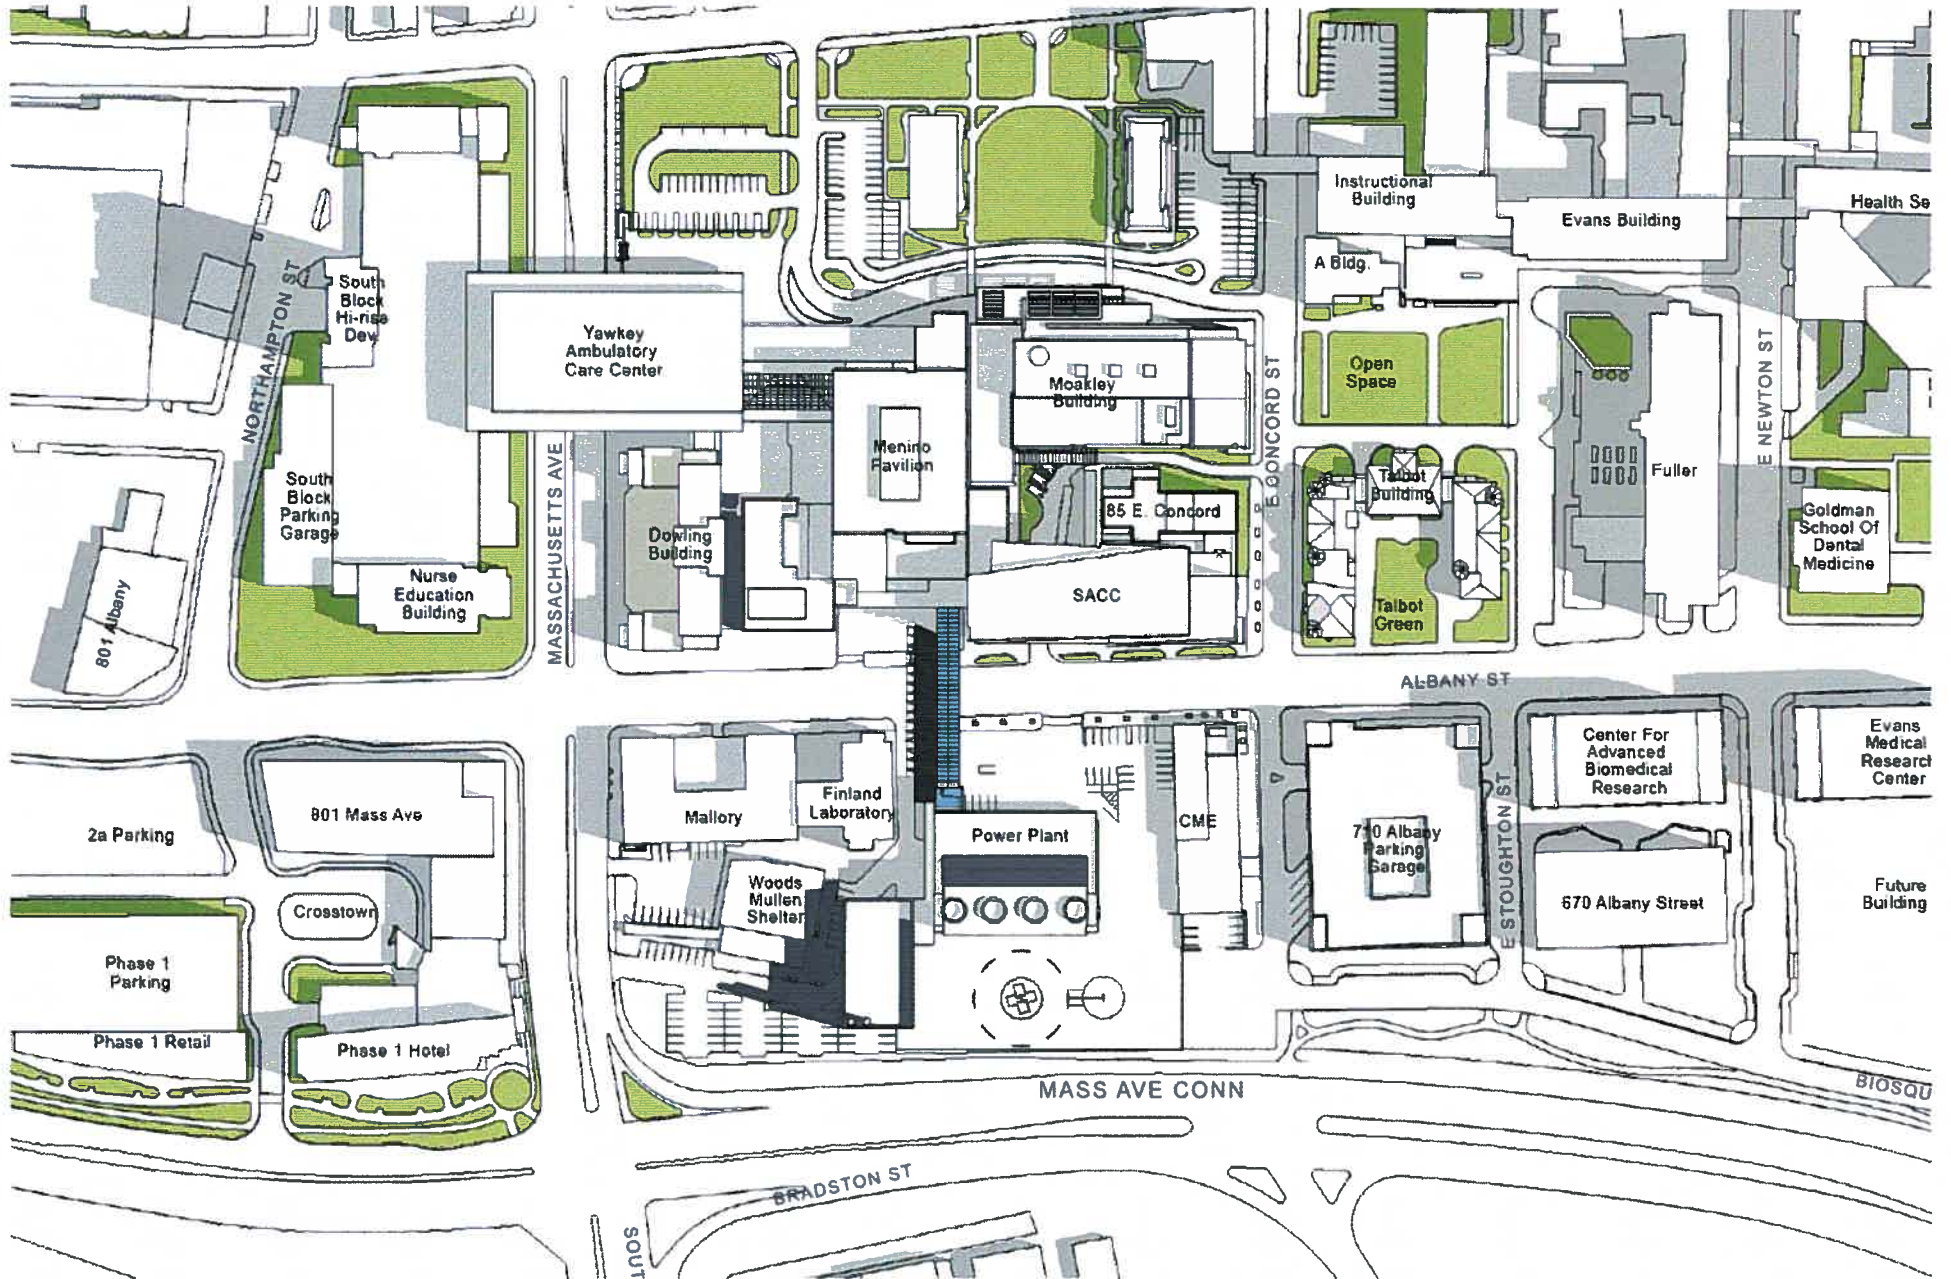 Instructional
Building
Evans Building
Health Se
A Bldg.
South
Block
Hi-rise
Dev
NORTHAMPTON ST
Yawkey
Ambulatory
Care Center
Moakley
Building
E CONCORD ST
Open
Space
E NEWTON ST
Menino
Pavilion
MASSACHUSETTS AVE
South
Block
Parking
Garage
Talbot
Building
Fuller
85 E. Concord
Goldman
School Of
Dental
Medicine
Dowling
Building
Nurse
Education
Building
SACC
Talbot
Green
801 Albany
ALBANY ST
Center For
Advanced
Biomedical
Research
Evans
Medical
Research
Center
801 Mass Ave
2a Parking
Mallory
Finland
Laboratory
Power Plant
CME
710 Albany
Parking
Garage
E STOUGHTON ST
Woods
Mullen
Shelter
Crosstown
670 Albany Street
Future
Building
Phase 1
Parking
Phase 1 Retail
Phase 1 Hotel
MASS AVE CONN
BIOSQU
BRADSTON ST
SOUT